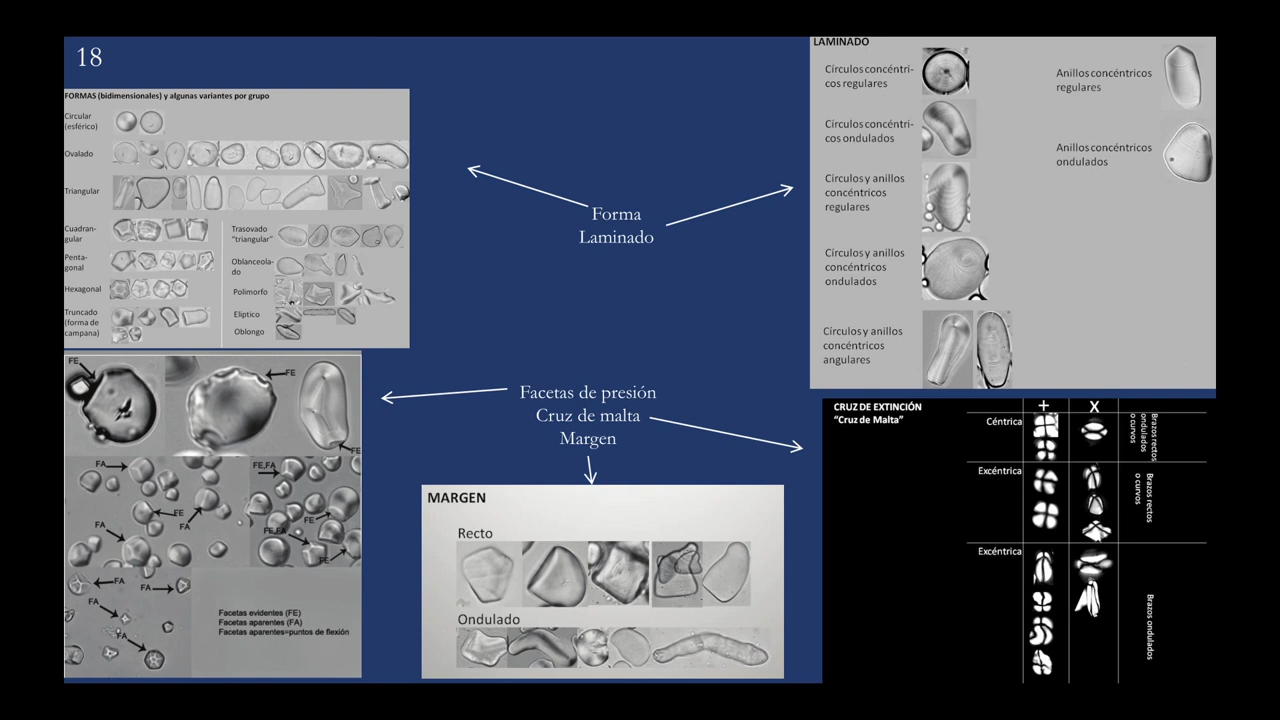 18
FORMAS (bidimensionales) y algunas variantes por grupo
Circular
(esférico)
Ovalado
Triangular
Cuadran-
gular
Penta-
gonal
Hexagonal
Truncado
(forma de
campana)
Trasovado
"triangular"
Oblanceola-
do
Polimorfo
Elíptico
Oblongo
Forma
Laminado
LAMINADO
Círculos concéntri-
cos regulares
Círculos concéntri-
cos ondulados
Círculos y anillos
concéntricos
regulares
Círculos y anillos
concéntricos
ondulados
Círculos y anillos
concéntricos
angulares
Anillos concéntricos
regulares
Anillos concéntricos
ondulados
Facetas de presión
Cruz de malta
Margen
FE
FE
FE
FA
FE,FA
FE
FA
FE
FA
FE,FA
FE
FA
FA
FA
FA
Facetas evidentes (FE)
Facetas aparentes (FA)
Facetas aparentes=puntos de flexión
MARGEN
Recto
Ondulado
CRUZ DE EXTINCIÓN
"Cruz de Malta"
+
X
Céntrica
Brazos rectos
ondulados
o curvos
Excéntrica
Brazos rectos
o curvos
Excéntrica
Brazos ondulados